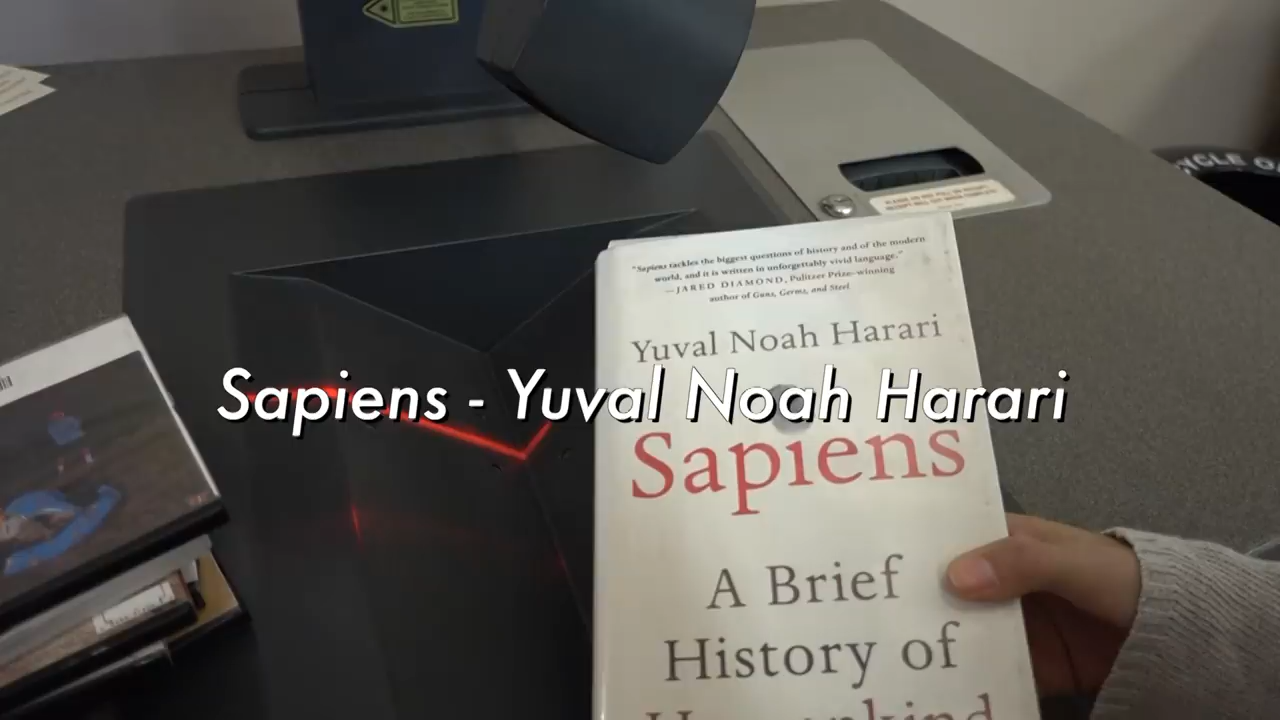 "Sapiens tackles the biggest questions of history and of the modern
world, and it is written in unforgettably vivid language."
—JARED DIAMOND, Pulitzer Prize–winning
author of Guns, Germs, and Steel
Yuval Noah Harari
Sapiens - Yuval Noah Harari
Sapiens
A Brief
History of